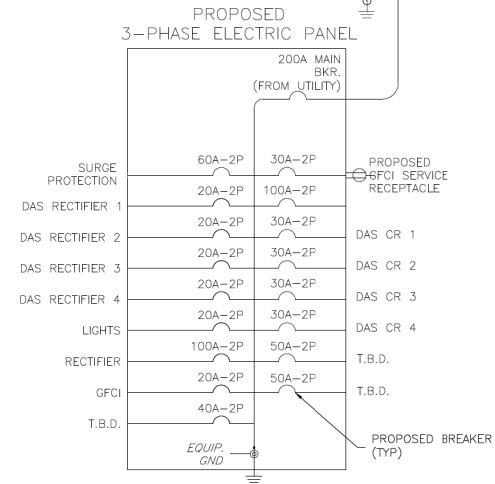 PROPOSED
3-PHASE ELECTRIC PANEL
200A MAIN
BKR.
(FROM UTILITY)
SURGE
PROTECTION
60A-2P
30A-2P
PROPOSED
GFCI SERVICE
RECEPTACLE
DAS RECTIFIER 1
20A-2P
100A-2P
DAS RECTIFIER 2
20A-2P
30A-2P
DAS CR 1
DAS RECTIFIER 3
20A-2P
30A-2P
DAS CR 2
DAS RECTIFIER 4
20A-2P
30A-2P
DAS CR 3
LIGHTS
20A-2P
30A-2P
DAS CR 4
RECTIFIER
100A-2P
50A-2P
T.B.D.
GFCI
20A-2P
50A-2P
T.B.D.
T.B.D.
40A-2P
EQUIP.
GND
PROPOSED BREAKER
(TYP)